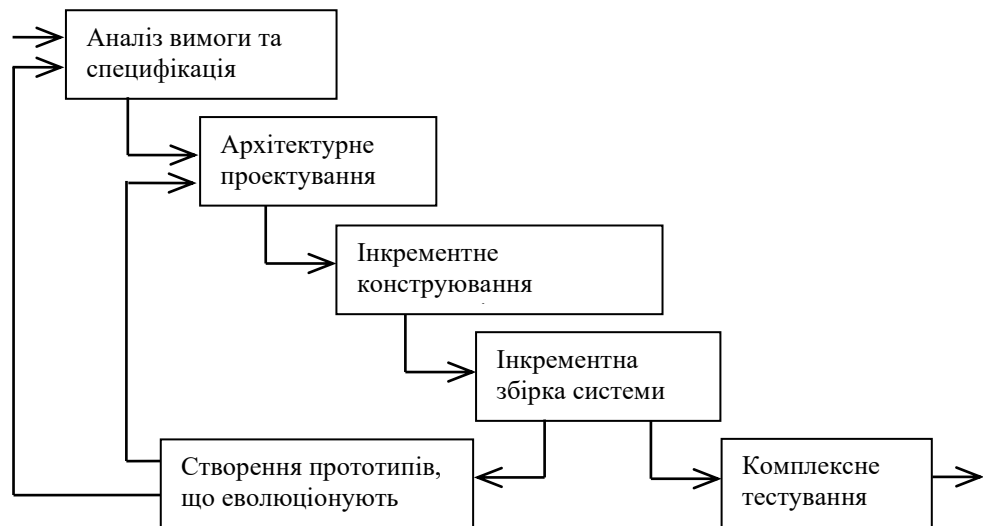 Аналіз вимоги та
специфікація
Архітектурне
проектування
Інкрементне
конструювання
Інкрементна
збірка системи
Створення прототипів,
що еволюціонують
Комплексне
тестування